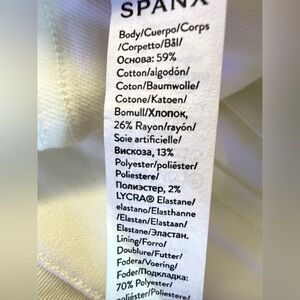 SPANX
Body/Cuerpo/Corps
/Corpetto/Bål/
Основа: 59%
Cotton/algodón/
Coton/Baumwolle/
Cotone/Katoen/
Bomull/Хлопок,
26% Rayon/rayón/
Soie artificielle/
Вискоза, 13%
Polyester/poliéster/
Poliestere/
Полиэстер, 2%
LYCRA® Elastane/
elastano/Elasthanne
/Elastan/Elastaan/
Elastane/Эластан.
Lining/Forro/
Doublure/Futter/
Fodera/Voering/
Foder/Подкладка:
70% Polyester/
poliéster/Poliestere/